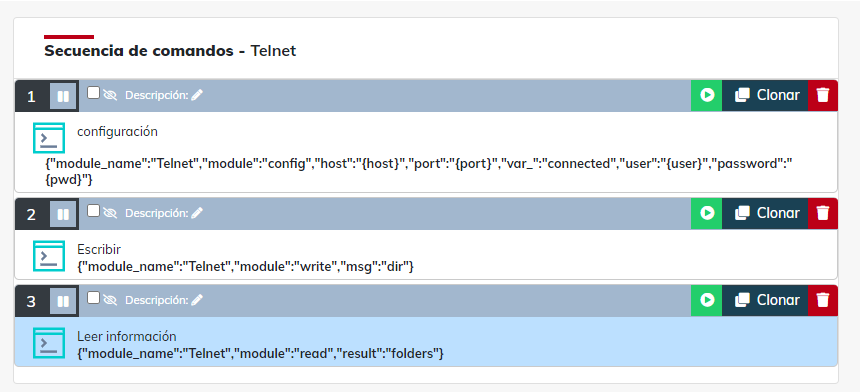 Secuencia de comandos - Telnet
1 Descripción: Clonar
configuración
{"module_name":"Telnet","module":"config","host":"{host}","port":"{port}","var_":"connected","user":"{user}","password":"
{pwd}"}
2 Descripción: Clonar
Escribir
{"module_name":"Telnet","module":"write","msg":"dir"}
3 Descripción: Clonar
Leer información
{"module_name":"Telnet","module":"read","result":"folders"}